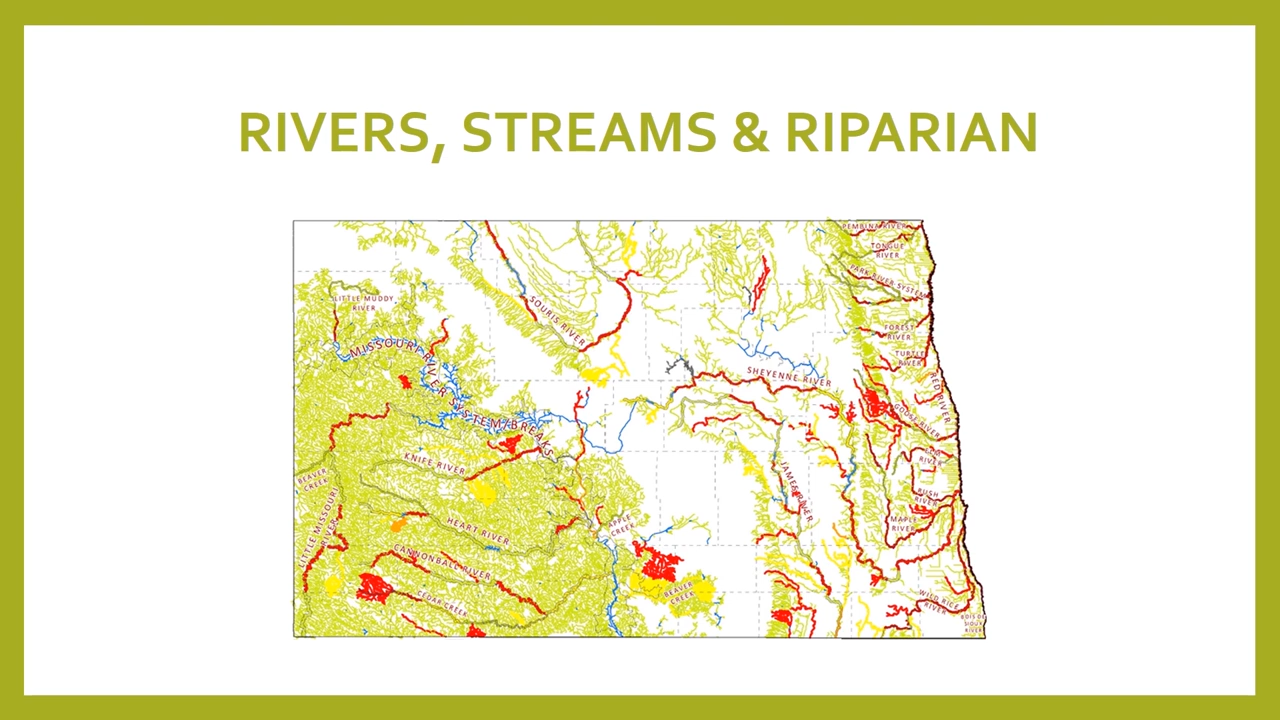 RIVERS, STREAMS & RIPARIAN
PEMBINA RIVER
TONGUE
RIVER
PARK RIVER SYSTEM
LITTLE MUDDY
RIVER
SOURIS RIVER
FOREST
RIVER
TURTLE
RIVER
MISSOURI RIVER SYSTEM/BREAKS
SHEYENNE RIVER
RED RIVER
GOOSE RIVER
ELM
RIVER
KNIFE RIVER
BEAVER
CREEK
JAMES RIVER
RUSH
RIVER
LITTLE MISSOURI
RIVER
HEART RIVER
APPLE
CREEK
MAPLE
RIVER
CANNONBALL RIVER
CEDAR CREEK
BEAVER
CREEK
WILD RICE
RIVER
BOIS DE
SIOUX
RIVER